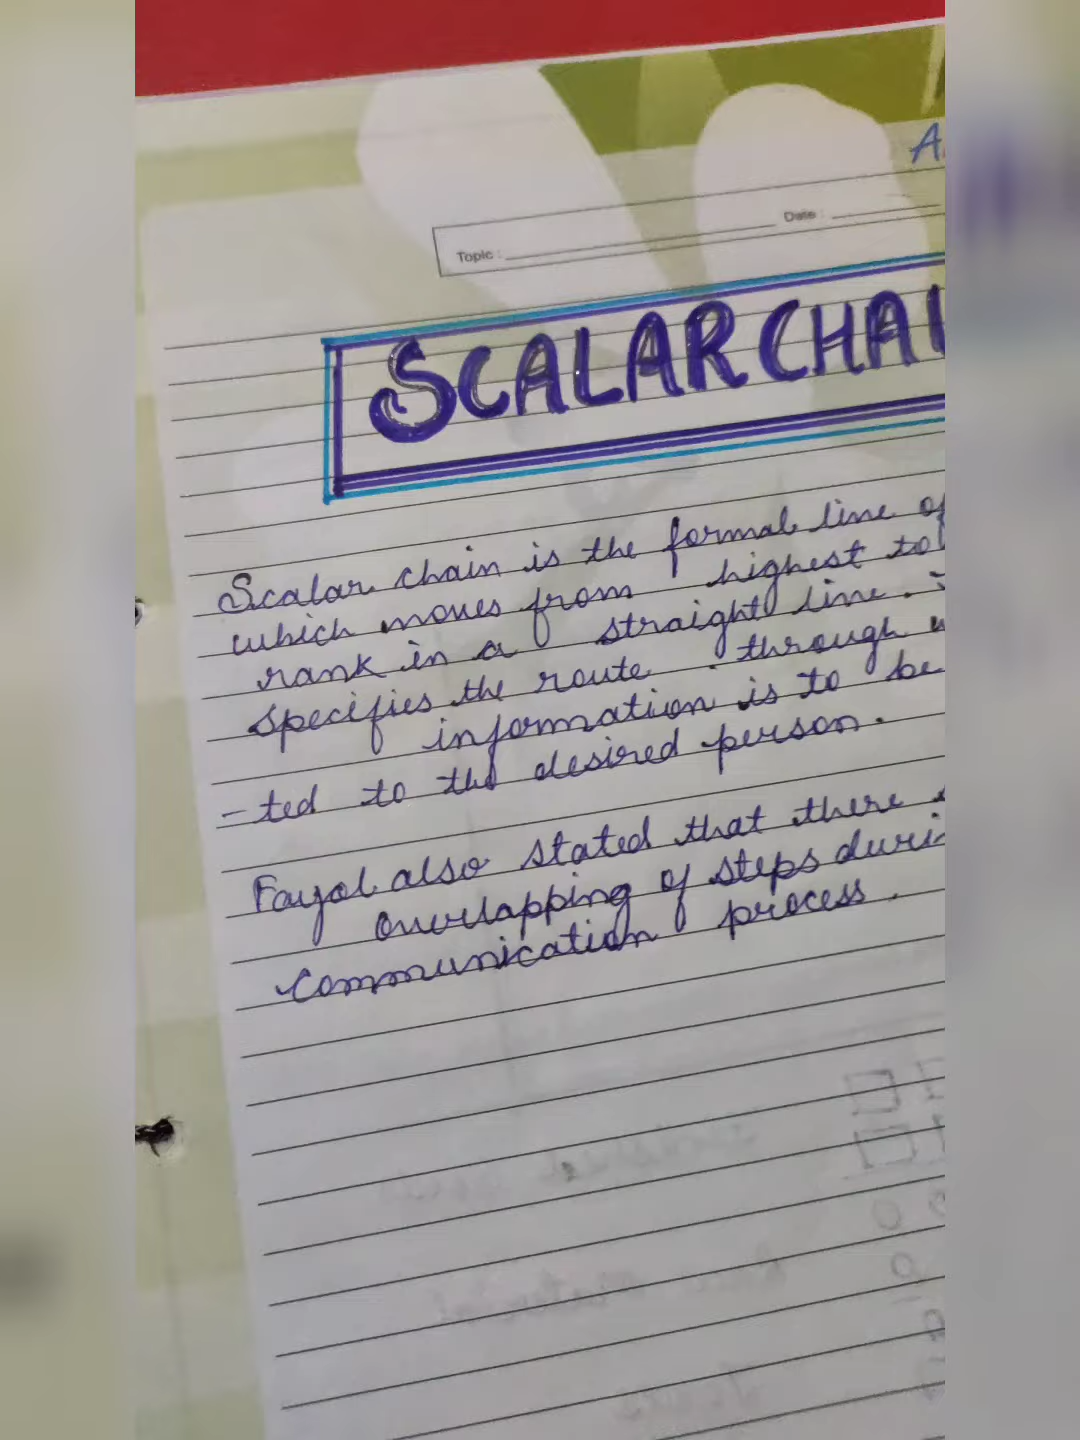 Topic : Date :
SCALAR CHAI
Scalar chain is the formal line of
which moves from highest to
rank in a straight line.
specifies the route through
information is to be
-ted to the desired person.
Fayol also stated that there
overlapping of steps duri
communication process.